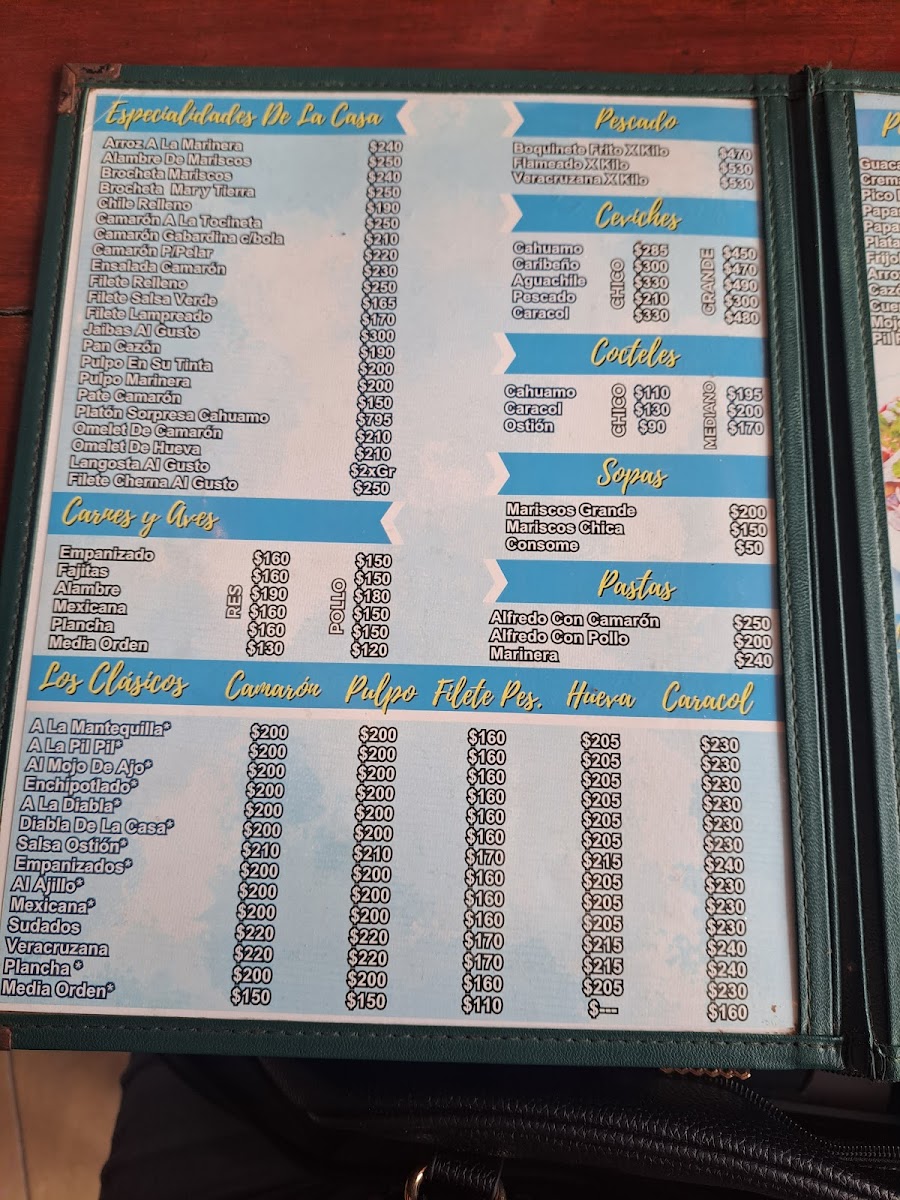 Especialidades De La Casa
Arroz A La Marinera $240
Alambre De Mariscos $250
Brocheta Mariscos $240
Brocheta Mar y Tierra $250
Chile Relleno $190
Camarón A La Tocineta $250
Camarón Gabardina c/bola $210
Camarón P/Pelar $220
Ensalada Camarón $230
Filete Relleno $250
Filete Salsa Verde $165
Filete Lampreado $170
Jaibas Al Gusto $300
Pan Cazón $190
Pulpo En Su Tinta $200
Pulpo Marinera $200
Pate Camarón $150
Platón Sorpresa Cahuamo $795
Omelet De Camarón $210
Omelet De Hueva $210
Langosta Al Gusto $2xGr
Filete Cherna Al Gusto $250
Carnes y Aves
RES POLLO
Empanizado $160 $150
Fajitas $160 $150
Alambre $190 $180
Mexicana $160 $150
Plancha $160 $150
Media Orden $130 $120
Pescado
Boquinete Frito X Kilo $470
Flameado X Kilo $530
Veracruzana X Kilo $530
Ceviches
CHICO GRANDE
Cahuamo $285 $450
Caribeño $300 $470
Aguachile $330 $490
Pescado $210 $300
Caracol $330 $480
Cocteles
CHICO MEDIANO
Cahuamo $110 $195
Caracol $130 $200
Ostión $90 $170
Sopas
Mariscos Grande $200
Mariscos Chica $150
Consome $50
Pastas
Alfredo Con Camarón $250
Alfredo Con Pollo $200
Marinera $240
Los Clásicos Camarón Pulpo Filete Pes. Hueva Caracol
A La Mantequilla* $200 $200 $160 $205 $230
A La Pil Pil* $200 $200 $160 $205 $230
Al Mojo De Ajo* $200 $200 $160 $205 $230
Enchipotlado* $200 $200 $160 $205 $230
A La Diabla* $200 $200 $160 $205 $230
Diabla De La Casa* $200 $200 $160 $205 $230
Salsa Ostión* $210 $210 $170 $215 $240
Empanizados* $200 $200 $160 $205 $230
Al Ajillo* $200 $200 $160 $205 $230
Mexicana* $200 $200 $160 $205 $230
Sudados $220 $220 $170 $215 $240
Veracruzana $220 $220 $170 $215 $240
Plancha* $200 $200 $160 $205 $230
Media Orden* $150 $150 $110 $--- $160
P
Guaca
Crem
Pico
Papa
Papa
Plata
Frijo
Arro
Cazó
Cue
Mojo
Pil